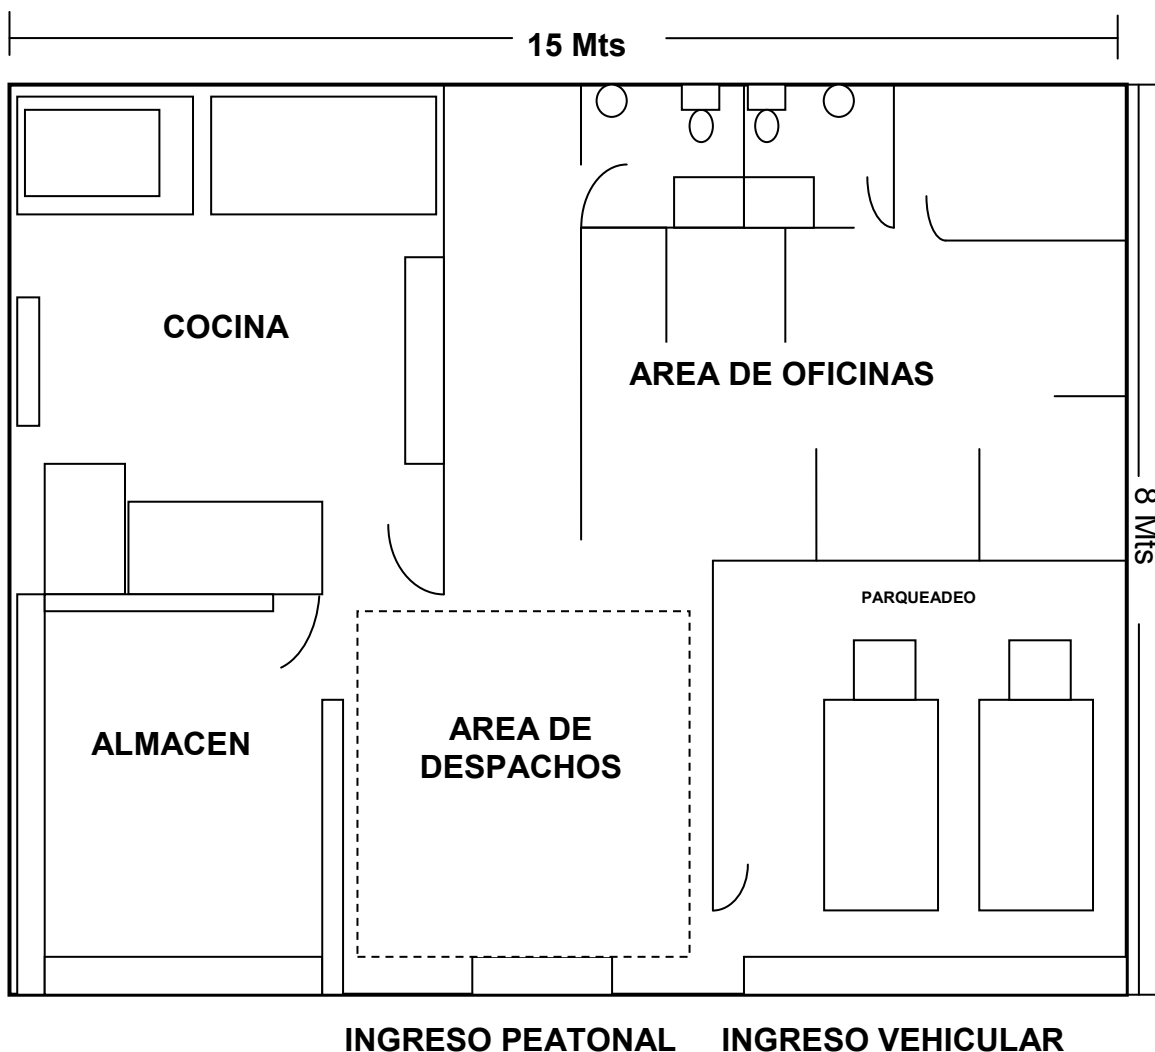 15 Mts
COCINA
AREA DE OFICINAS
8 Mts
PARQUEADEO
ALMACEN
AREA DE
DESPACHOS
INGRESO PEATONAL
INGRESO VEHICULAR